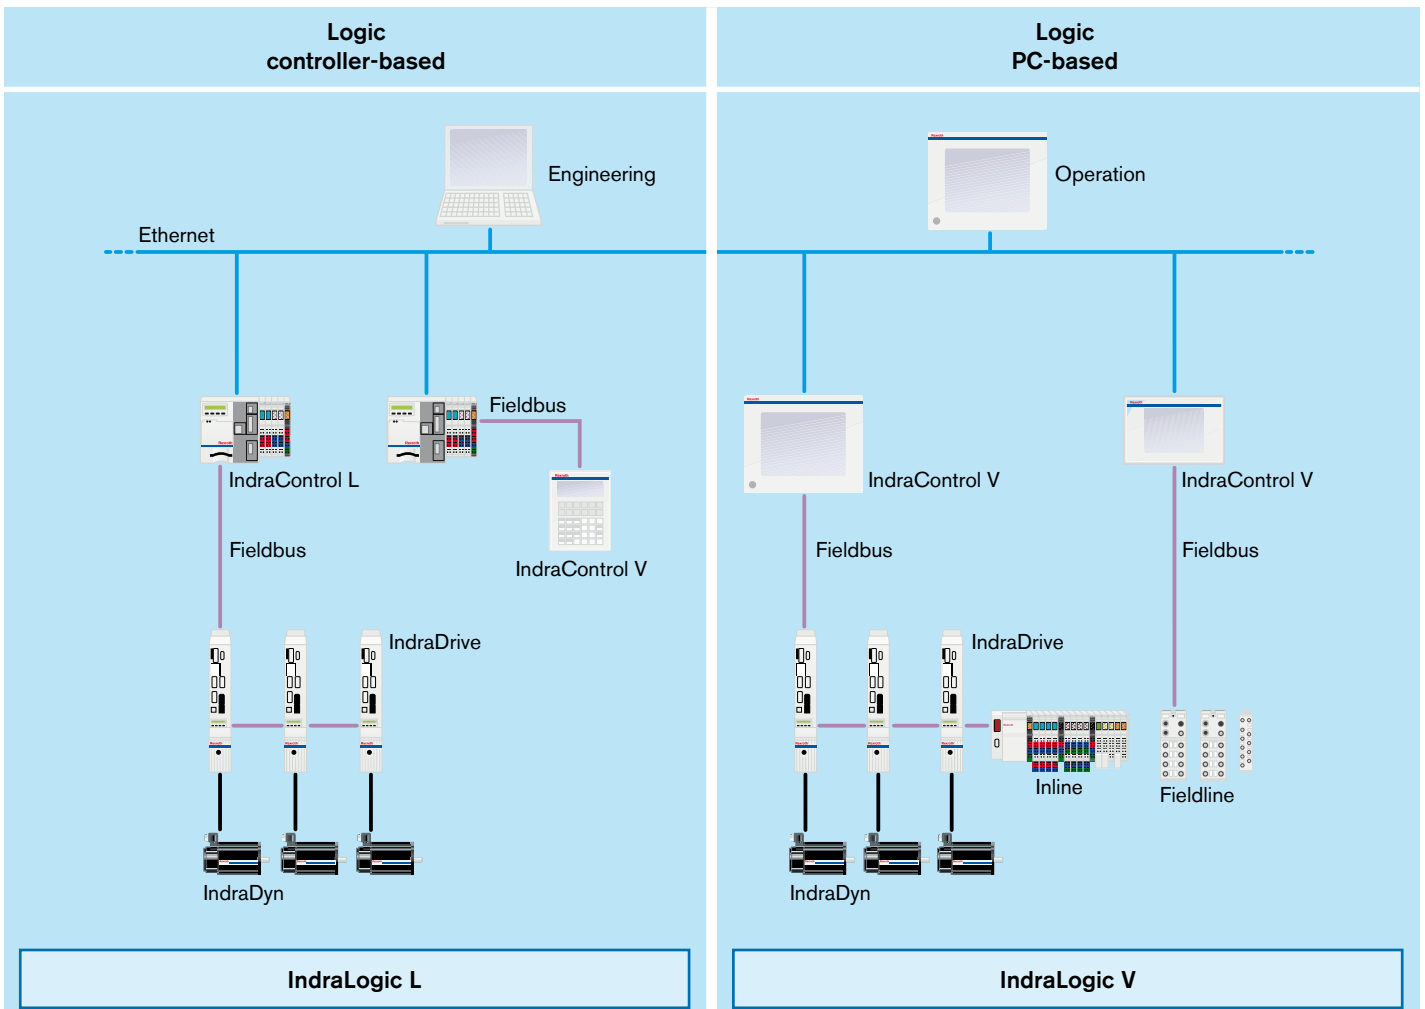 Logic
controller-based
Logic
PC-based
Engineering
Operation
Ethernet
Fieldbus
IndraControl L
IndraControl V
IndraControl V
Fieldbus
Fieldbus
Fieldbus
IndraControl V
IndraDrive
IndraDrive
Inline
Fieldline
IndraDyn
IndraDyn
IndraLogic L
IndraLogic V